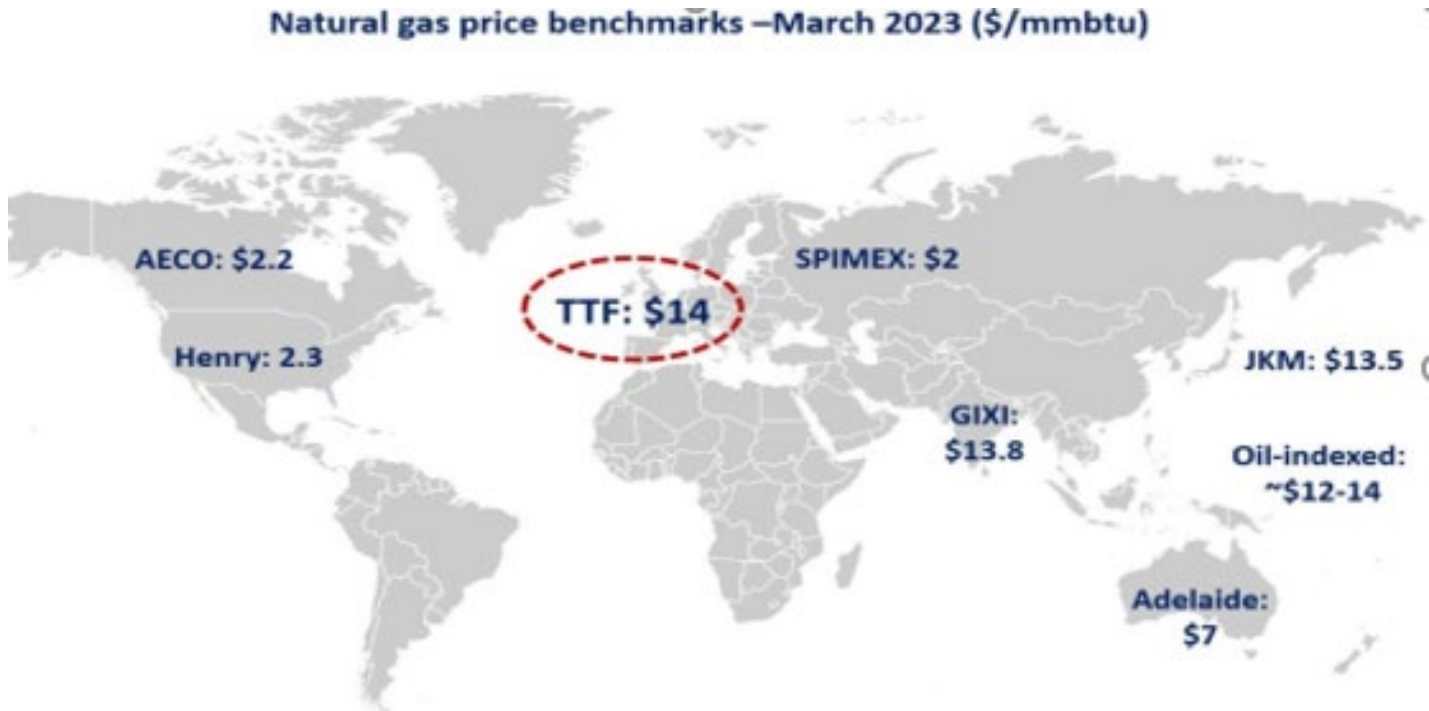 Natural gas price benchmarks –March 2023 ($/mmbtu)
AECO: $2.2
SPIMEX: $2
TTF: $14
Henry: 2.3
JKM: $13.5
GIXI:
$13.8
Oil-indexed:
~$12-14
Adelaide:
$7